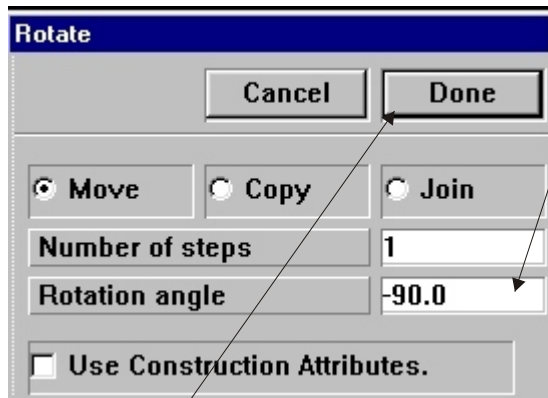 Rotate
Cancel Done
Move Copy Join
Number of steps 1
Rotation angle -90.0
Use Construction Attributes.